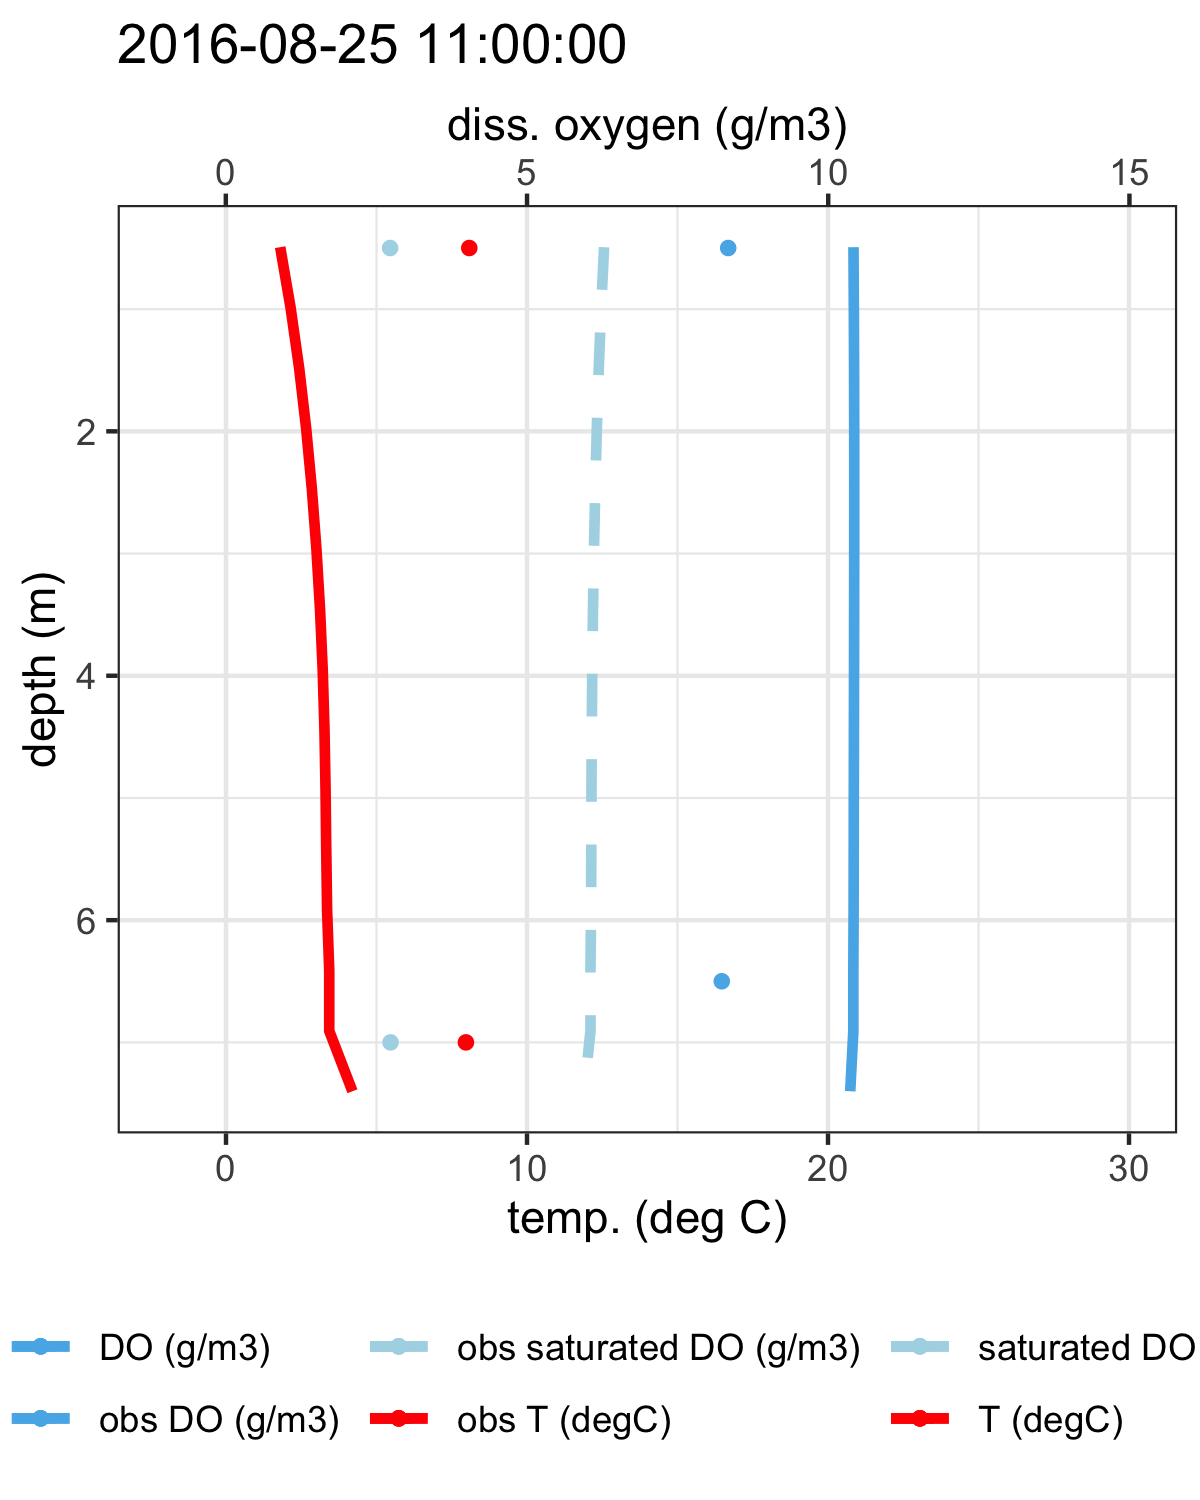 2016-08-25 11:00:00
diss. oxygen (g/m3)
0 5 10 15
depth (m)
2
4
6
0 10 20 30
temp. (deg C)
DO (g/m3) obs saturated DO (g/m3) saturated DO
obs DO (g/m3) obs T (degC) T (degC)